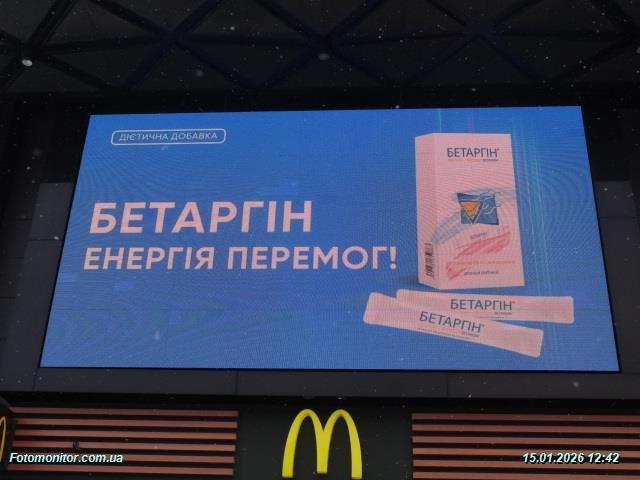 ДІЄТИЧНА ДОБАВКА
БЕТАРГІН
ЕНЕРГІЯ ПЕРЕМОГ!
БЕТАРГІН®
БЕТАРГІН®
БЕТАРГІН®
Fotomonitor.com.ua
15.01.2026 12:42